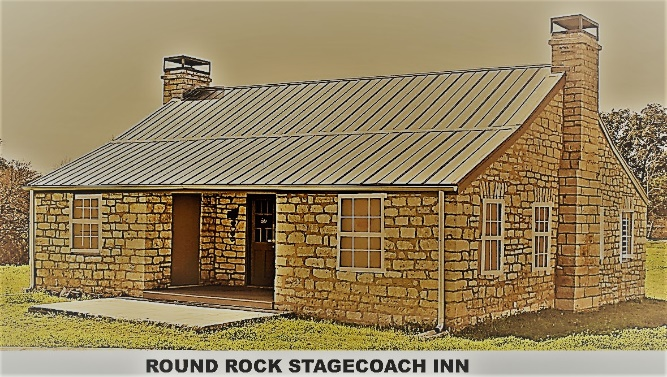 ROUND ROCK STAGECOACH INN